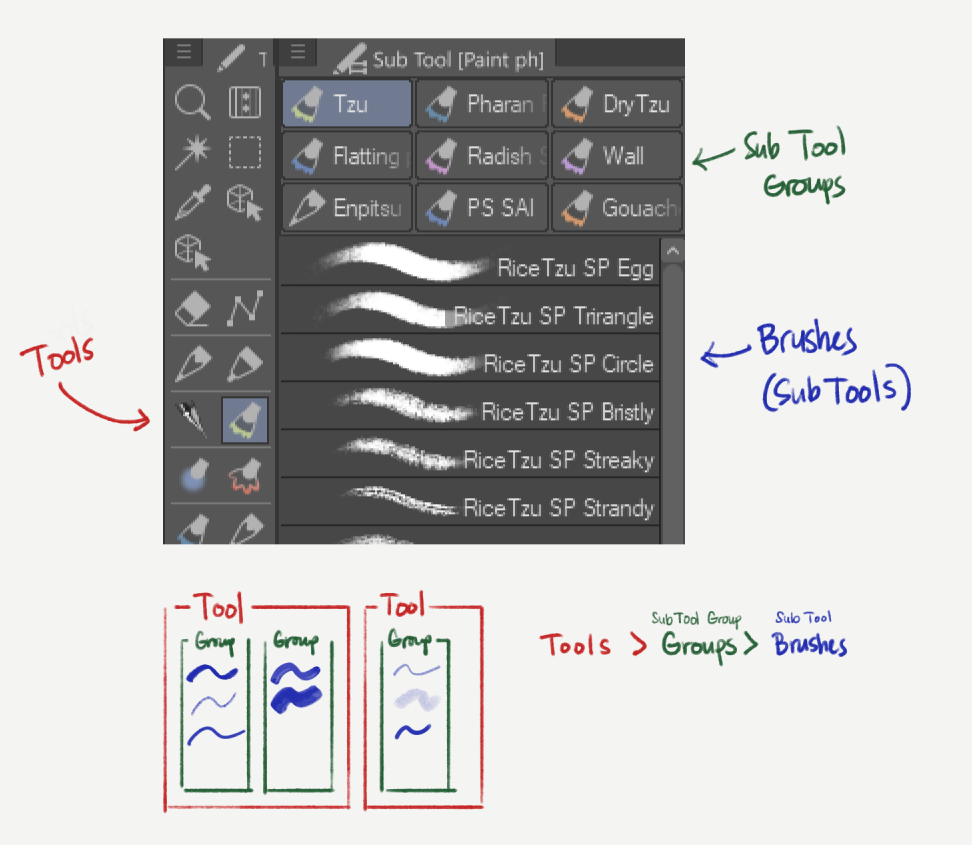 T
Sub Tool [Paint ph]
Tzu
Pharan
DryTzu
Flatting
Radish S
Wall
Enpitsu
PS SAI
Gouach
Sub Tool
Groups
RiceTzu SP Egg
RiceTzu SP Trirangle
RiceTzu SP Circle
RiceTzu SP Bristly
RiceTzu SP Streaky
RiceTzu SP Strandy
Tools
Brushes
(SubTools)
Tool
Tool
Group
Group
Group
SubTool Group
Sub Tool
Tools > Groups > Brushes